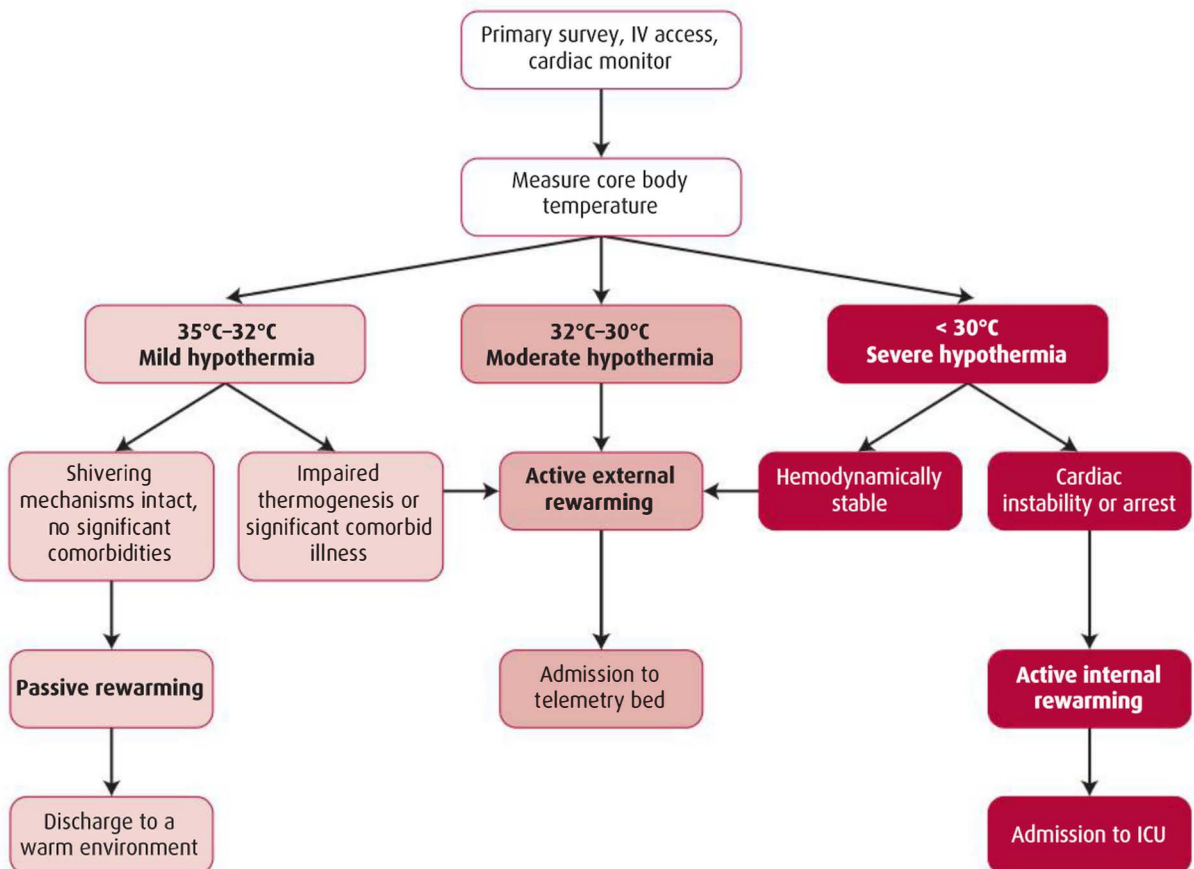 Primary survey, IV access,
cardiac monitor
Measure core body
temperature
35°C–32°C
Mild hypothermia
32°C–30°C
Moderate hypothermia
< 30°C
Severe hypothermia
Shivering
mechanisms intact,
no significant
comorbidities
Impaired
thermogenesis or
significant comorbid
illness
Active external
rewarming
Hemodynamically
stable
Cardiac
instability or arrest
Passive rewarming
Admission to
telemetry bed
Active internal
rewarming
Discharge to a
warm environment
Admission to ICU